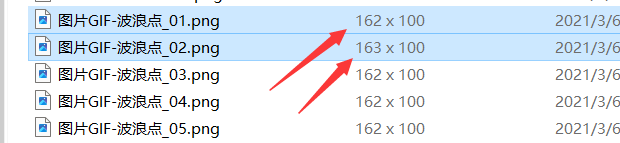 图片GIF-波浪点_01.png 162 x 100 2021/3/6
图片GIF-波浪点_02.png 163 x 100 2021/3/6
图片GIF-波浪点_03.png 162 x 100 2021/3/6
图片GIF-波浪点_04.png 162 x 100 2021/3/6
图片GIF-波浪点_05.png 162 x 100 2021/3/6